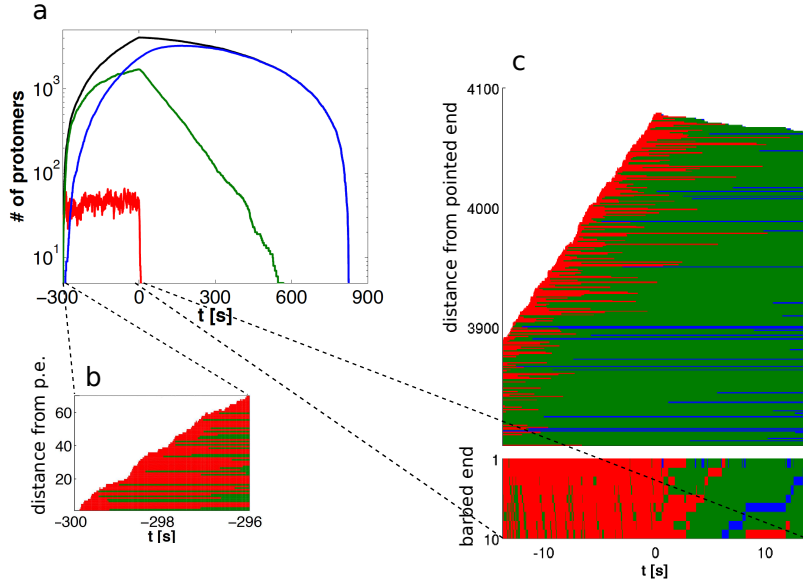 a
# of protomers
10³
10²
10¹
−300 0 300 600 900
t [s]
b
distance from p.e.
60
40
20
−300 −298 −296
t [s]
c
distance from pointed end
4100
4000
3900
barbed end
1
10
-10 0 10
t [s]